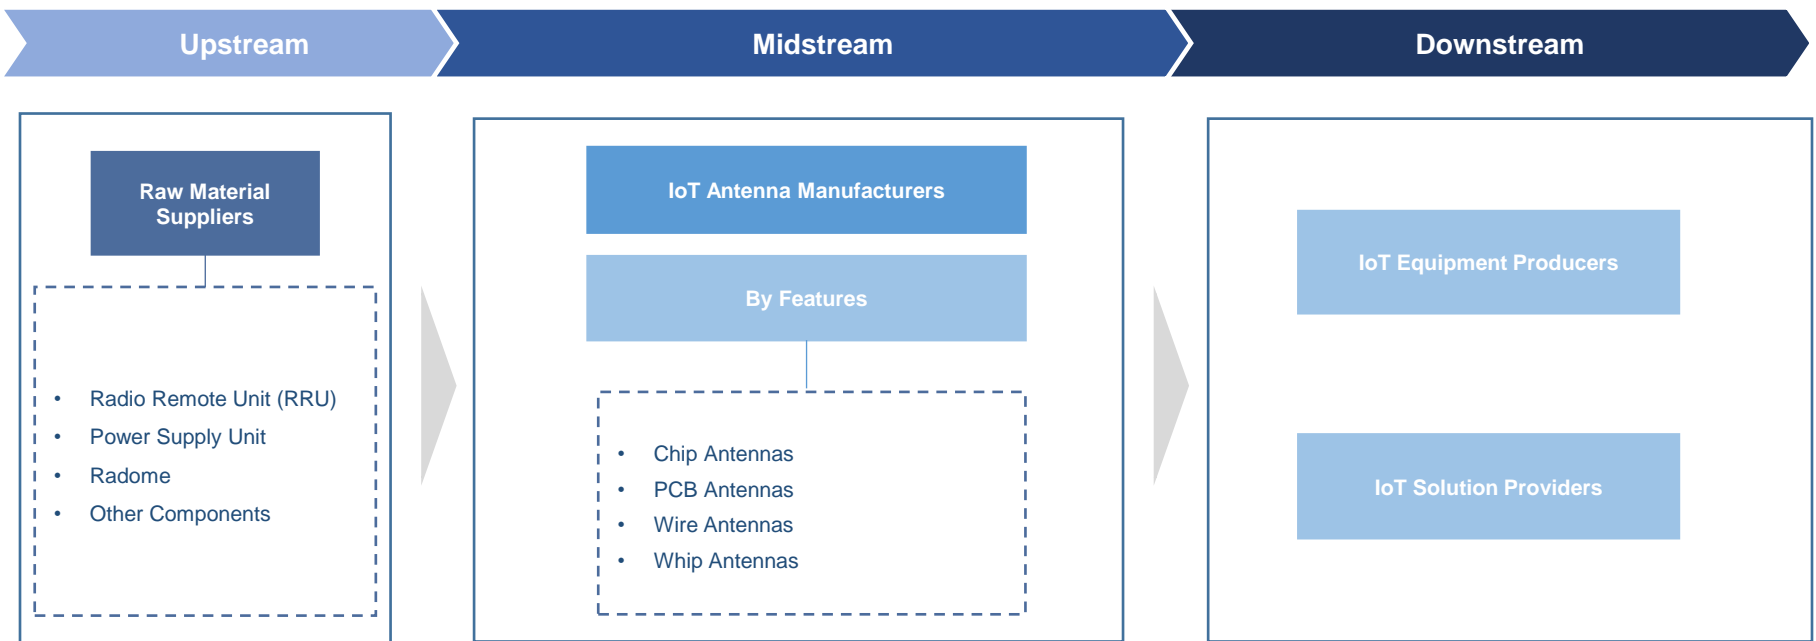 Upstream
Midstream
Downstream
Raw Material
Suppliers
• Radio Remote Unit (RRU)
• Power Supply Unit
• Radome
• Other Components
IoT Antenna Manufacturers
By Features
• Chip Antennas
• PCB Antennas
• Wire Antennas
• Whip Antennas
IoT Equipment Producers
IoT Solution Providers